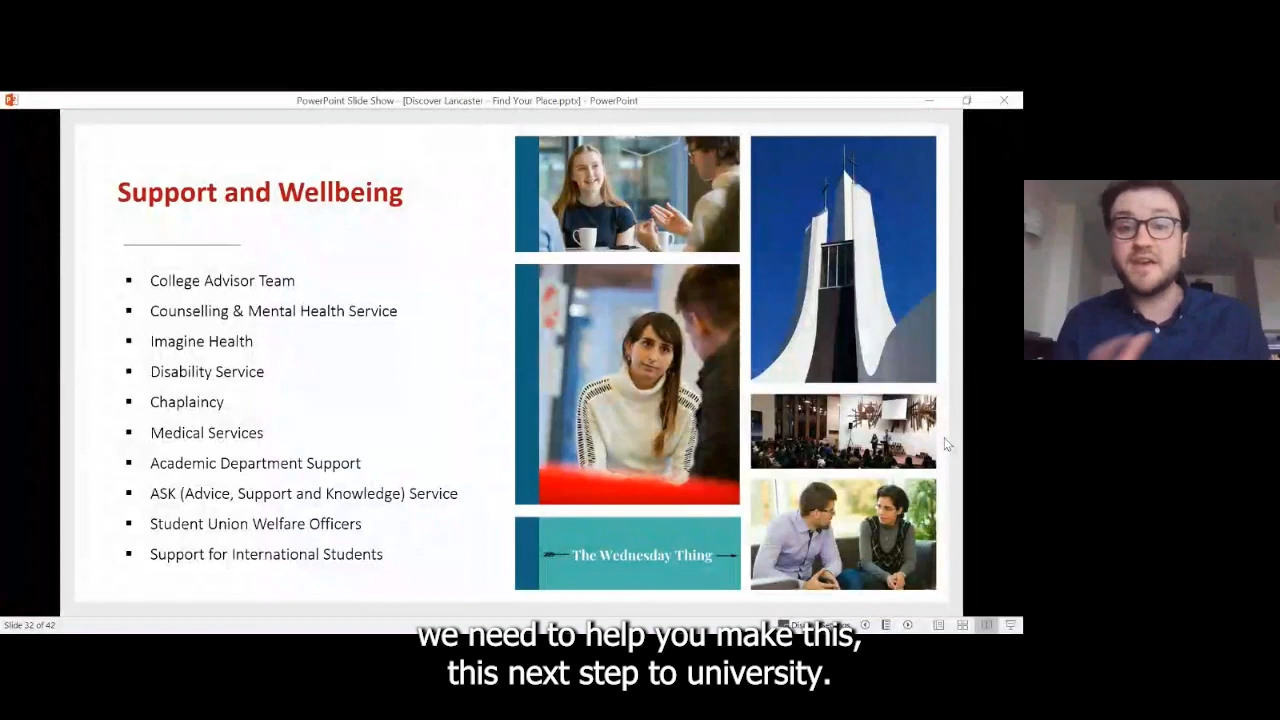 PowerPoint Slide Show - [Discover Lancaster - Find Your Place.pptx] - PowerPoint
Support and Wellbeing
▪ College Advisor Team
▪ Counselling & Mental Health Service
▪ Imagine Health
▪ Disability Service
▪ Chaplaincy
▪ Medical Services
▪ Academic Department Support
▪ ASK (Advice, Support and Knowledge) Service
▪ Student Union Welfare Officers
▪ Support for International Students
The Wednesday Thing
Slide 32 of 42
we need to help you make this,
this next step to university.